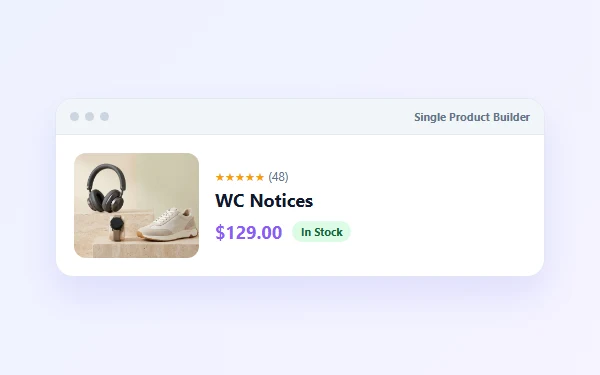 Single Product Builder
★★★★★ (48)
WC Notices
$129.00 In Stock